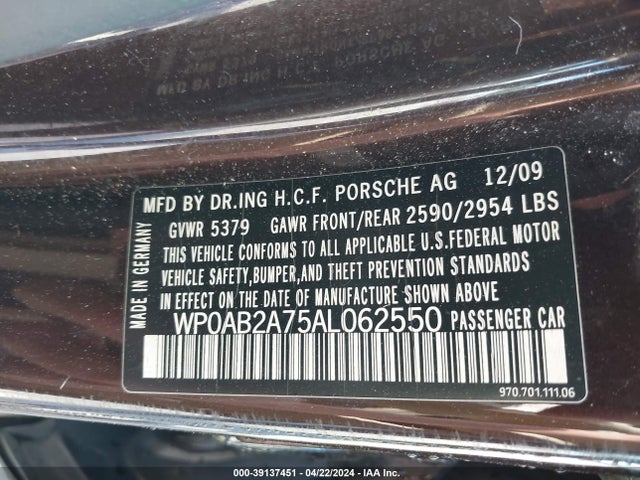 MFD BY DR.ING H.C.F. PORSCHE AG 12/09
GVWR 5379 GAWR FRONT/REAR 2590/2954 LBS
THIS VEHICLE CONFORMS TO ALL APPLICABLE U.S.FEDERAL MOTOR
VEHICLE SAFETY,BUMPER,AND THEFT PREVENTION STANDARDS
IN EFFECT ON THE DATE OF MANUFACTURE SHOWN ABOVE
WP0AB2A75AL062550 PASSENGER CAR
MADE IN GERMANY
970.701.111.06
000-39137451 - 04/22/2024 - IAA Inc.